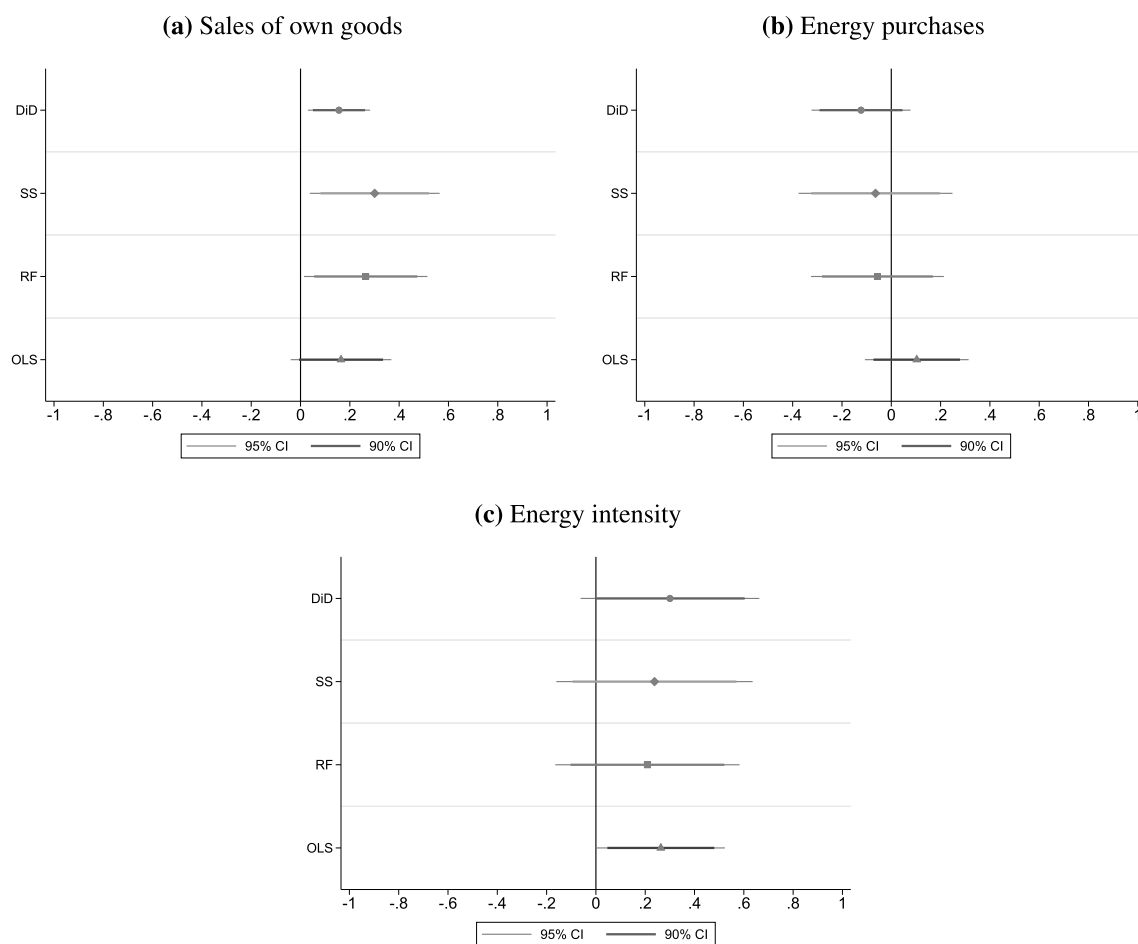 (a) Sales of own goods
DiD
SS
RF
OLS
-1 -.8 -.6 -.4 -.2 0 .2 .4 .6 .8 1
95% CI 90% CI
(b) Energy purchases
DiD
SS
RF
OLS
-1 -.8 -.6 -.4 -.2 0 .2 .4 .6 .8 1
95% CI 90% CI
(c) Energy intensity
DiD
SS
RF
OLS
-1 -.8 -.6 -.4 -.2 0 .2 .4 .6 .8 1
95% CI 90% CI